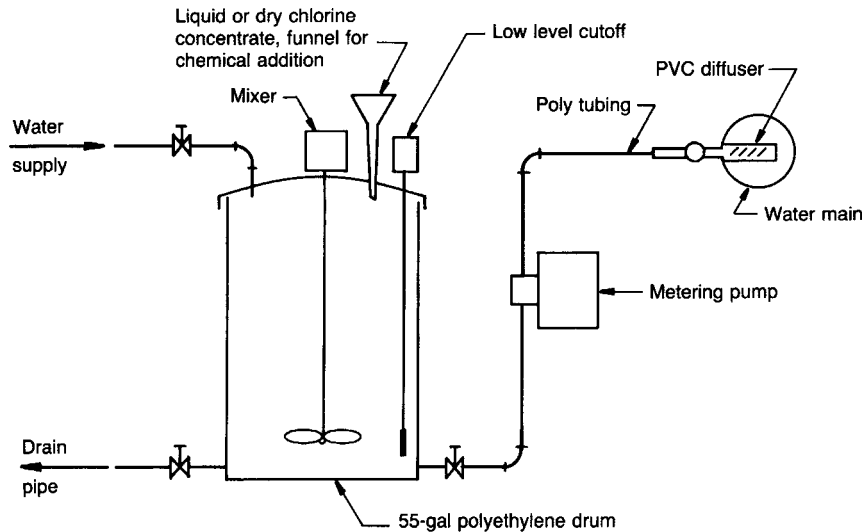 Liquid or dry chlorine
concentrate, funnel for
chemical addition
Low level cutoff
PVC diffuser
Mixer
Poly tubing
Water
supply
Water main
Metering pump
Drain
pipe
55-gal polyethylene drum